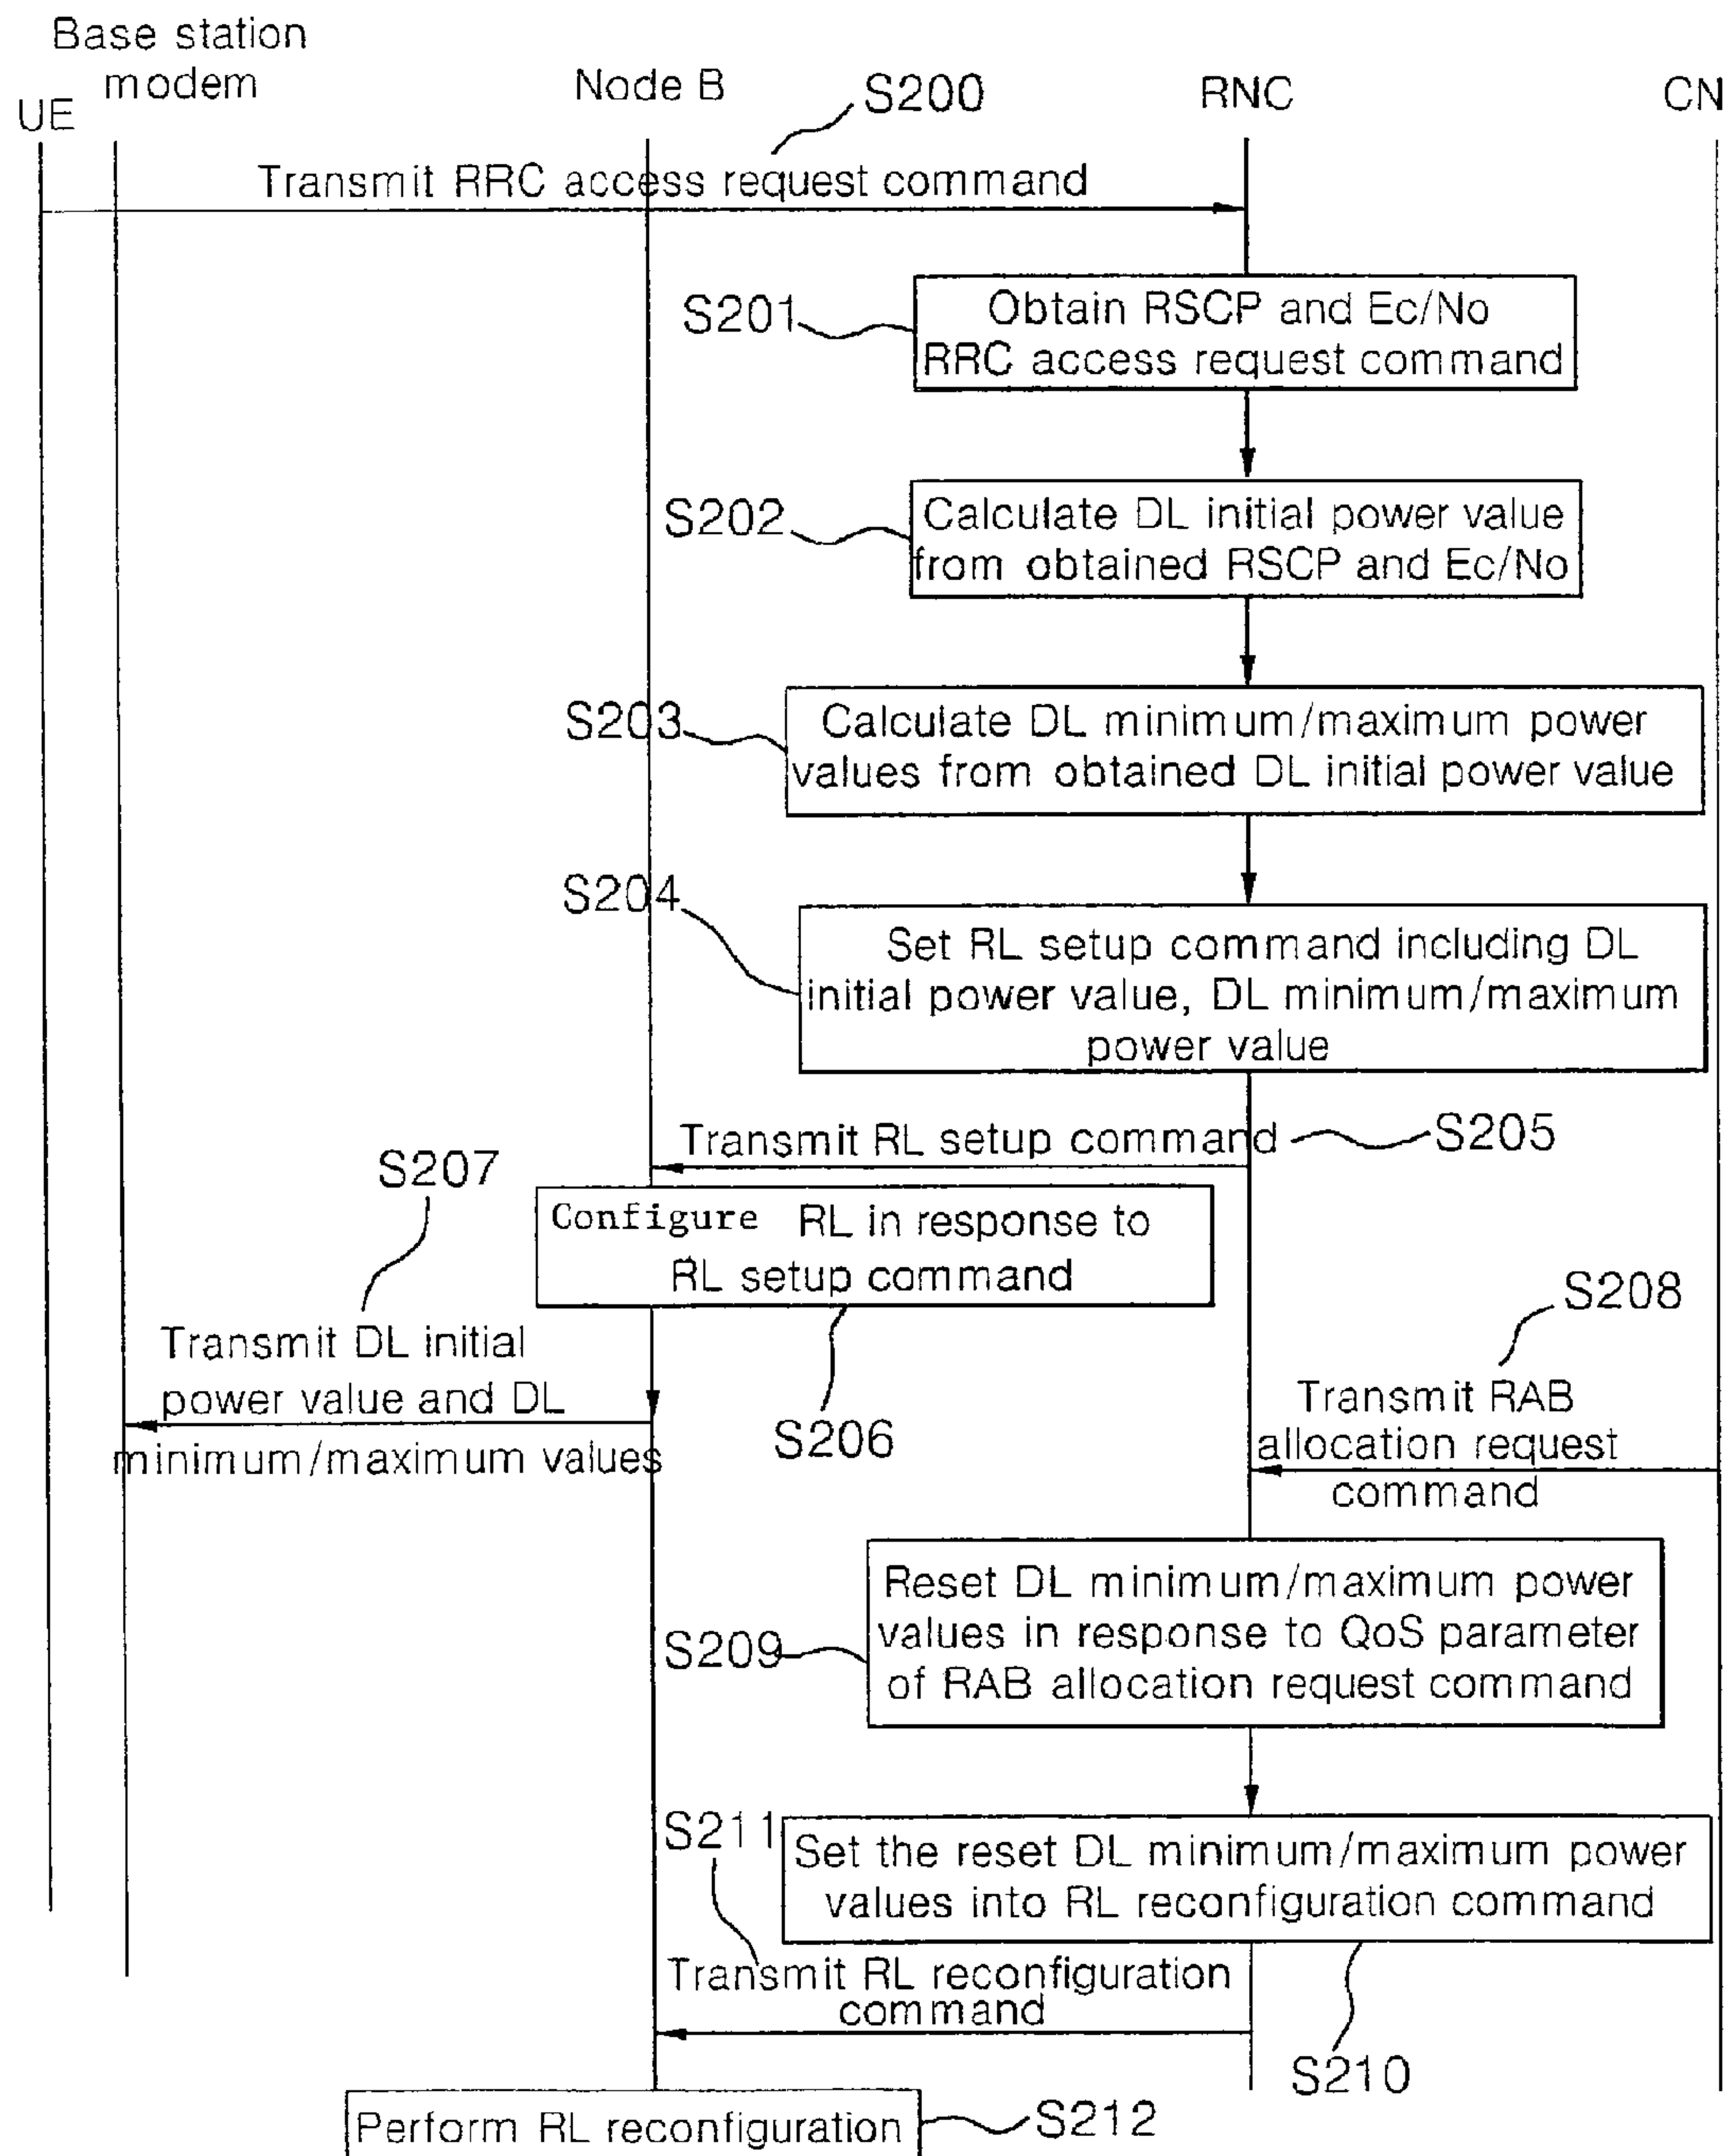 Base station
modem
UE
Node B
RNC
CN
S200
Transmit RRC access request command
S201
Obtain RSCP and Ec/No
RRC access request command
S202
Calculate DL initial power value
from obtained RSCP and Ec/No
S203
Calculate DL minimum/maximum power
values from obtained DL initial power value
S204
Set RL setup command including DL
initial power value, DL minimum/maximum
power value
Transmit RL setup command
S205
S207
Configure RL in response to
RL setup command
S206
Transmit DL initial
power value and DL
minimum/maximum values
S208
Transmit RAB
allocation request
command
S209
Reset DL minimum/maximum power
values in response to QoS parameter
of RAB allocation request command
S211
Set the reset DL minimum/maximum power
values into RL reconfiguration command
S210
Transmit RL reconfiguration
command
Perform RL reconfiguration
S212